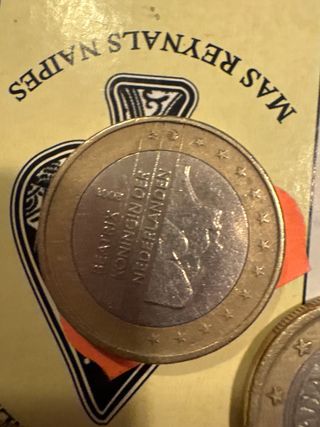 MAS REYNALS NAIPES
BEATRIX
KONINGIN DER
NEDERLANDEN